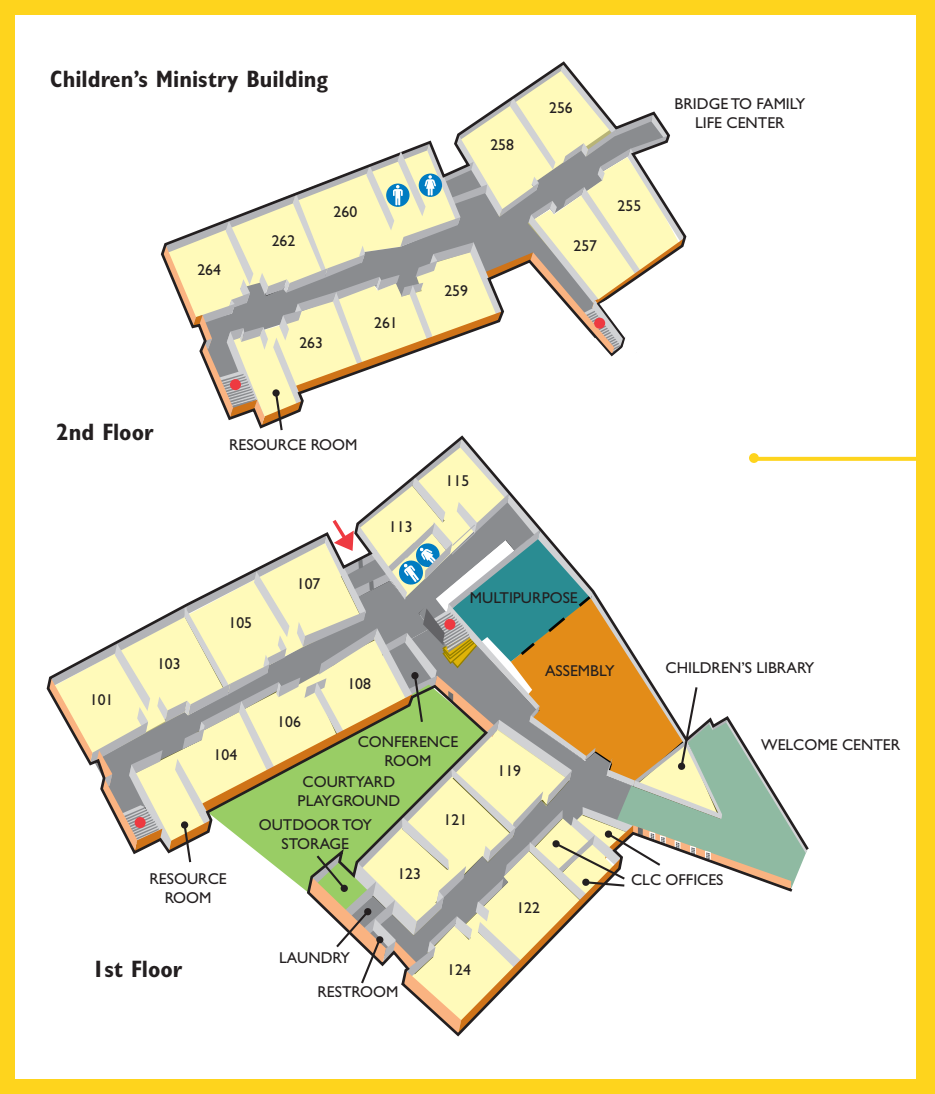 Children's Ministry Building
256
BRIDGE TO FAMILY
LIFE CENTER
258
260
255
262
257
264
259
261
263
2nd Floor
RESOURCE ROOM
115
113
107
MULTIPURPOSE
105
ASSEMBLY
CHILDREN'S LIBRARY
103
108
101
106
WELCOME CENTER
CONFERENCE
ROOM
104
119
COURTYARD
PLAYGROUND
121
OUTDOOR TOY
STORAGE
123
RESOURCE
ROOM
CLC OFFICES
122
LAUNDRY
1st Floor
124
RESTROOM